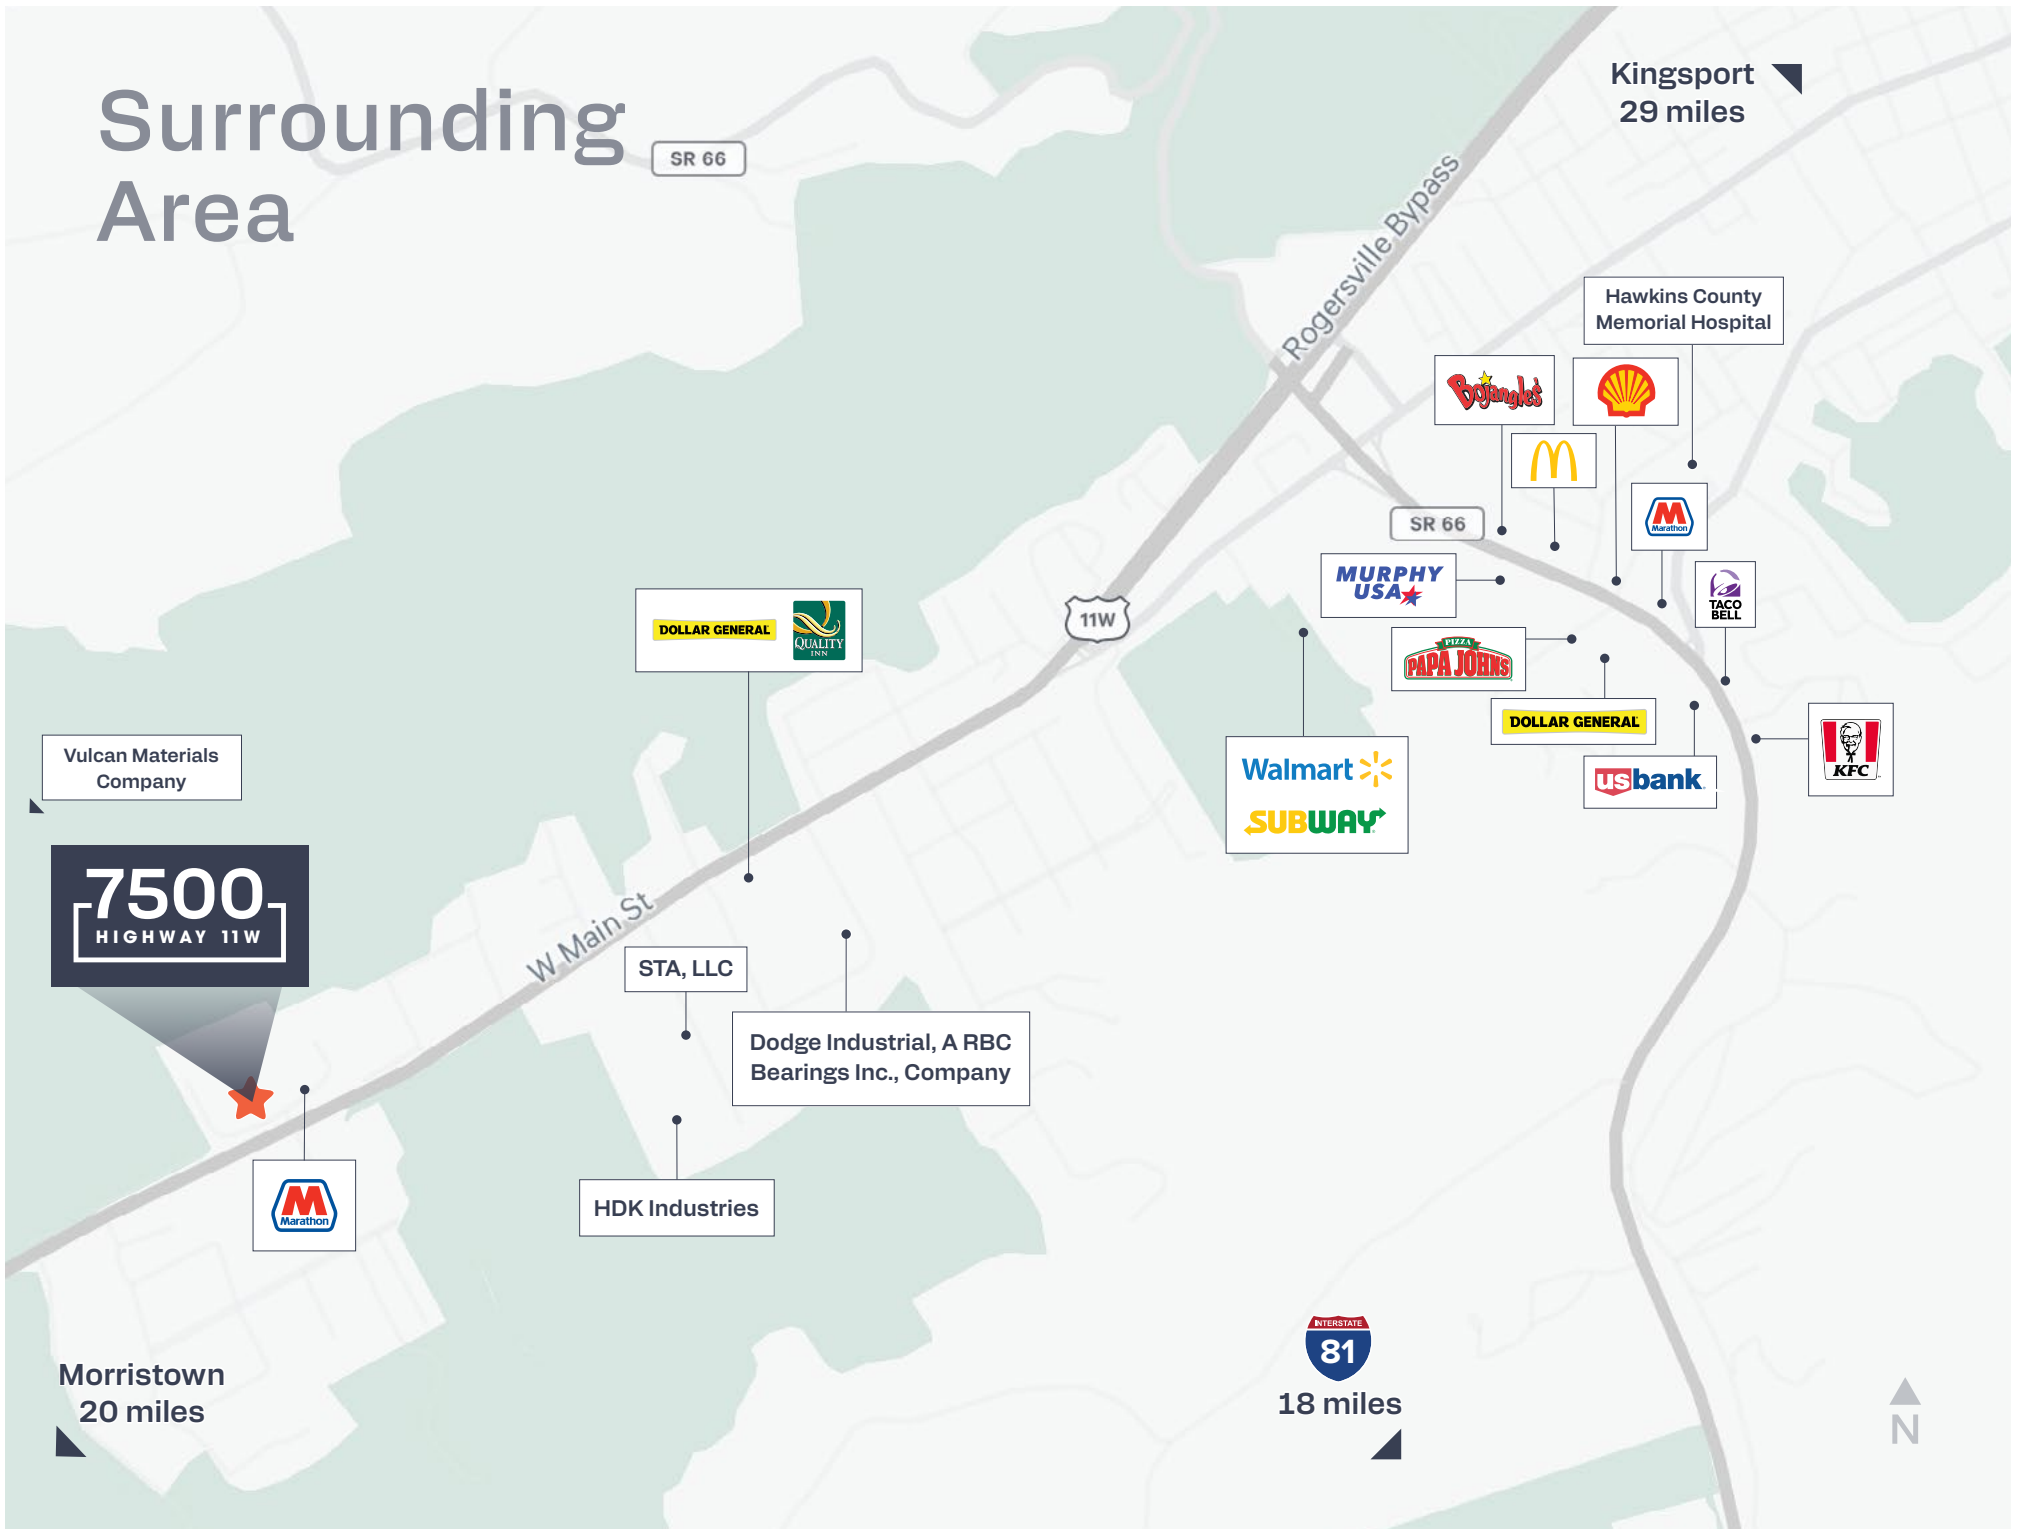 Surrounding
Area
SR 66
Kingsport
29 miles
Rogersville Bypass
Hawkins County
Memorial Hospital
Bojangles'
Marathon
SR 66
MURPHY
USA
TACO
BELL
11W
DOLLAR GENERAL
QUALITY
INN
PIZZA
PAPA JOHNS
DOLLAR GENERAL
Vulcan Materials
Company
Walmart
SUBWAY
usbank
KFC
7500
HIGHWAY 11W
W Main St
STA, LLC
Dodge Industrial, A RBC
Bearings Inc., Company
Marathon
HDK Industries
Morristown
20 miles
INTERSTATE
81
18 miles
N